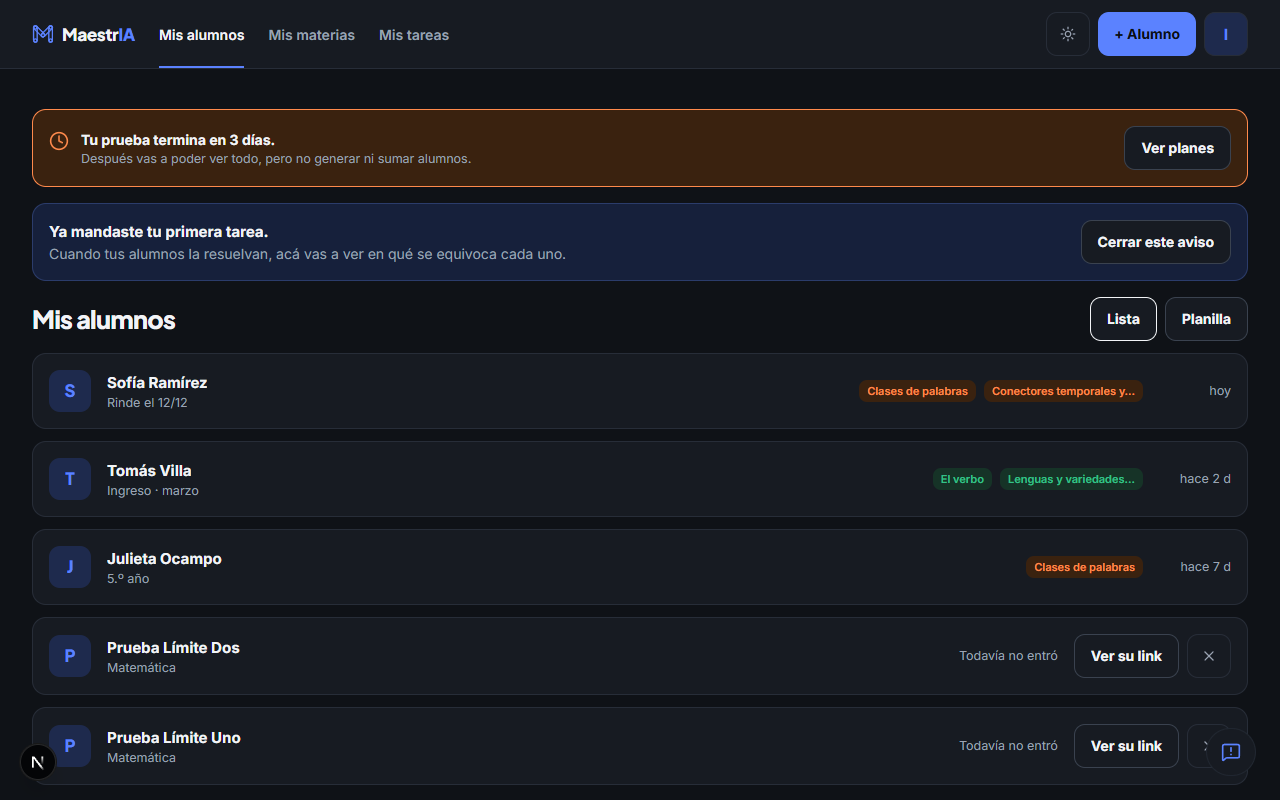 MaestrIA
Mis alumnos
Mis materias
Mis tareas
+ Alumno
I
Tu prueba termina en 3 días.
Después vas a poder ver todo, pero no generar ni sumar alumnos.
Ver planes
Ya mandaste tu primera tarea.
Cuando tus alumnos la resuelvan, acá vas a ver en qué se equivoca cada uno.
Cerrar este aviso
Mis alumnos
Lista
Planilla
S
Sofía Ramírez
Rinde el 12/12
Clases de palabras
Conectores temporales y...
hoy
T
Tomás Villa
Ingreso · marzo
El verbo
Lenguas y variedades...
hace 2 d
J
Julieta Ocampo
5.º año
Clases de palabras
hace 7 d
P
Prueba Límite Dos
Matemática
Todavía no entró
Ver su link
P
Prueba Límite Uno
Matemática
Todavía no entró
Ver su link
N